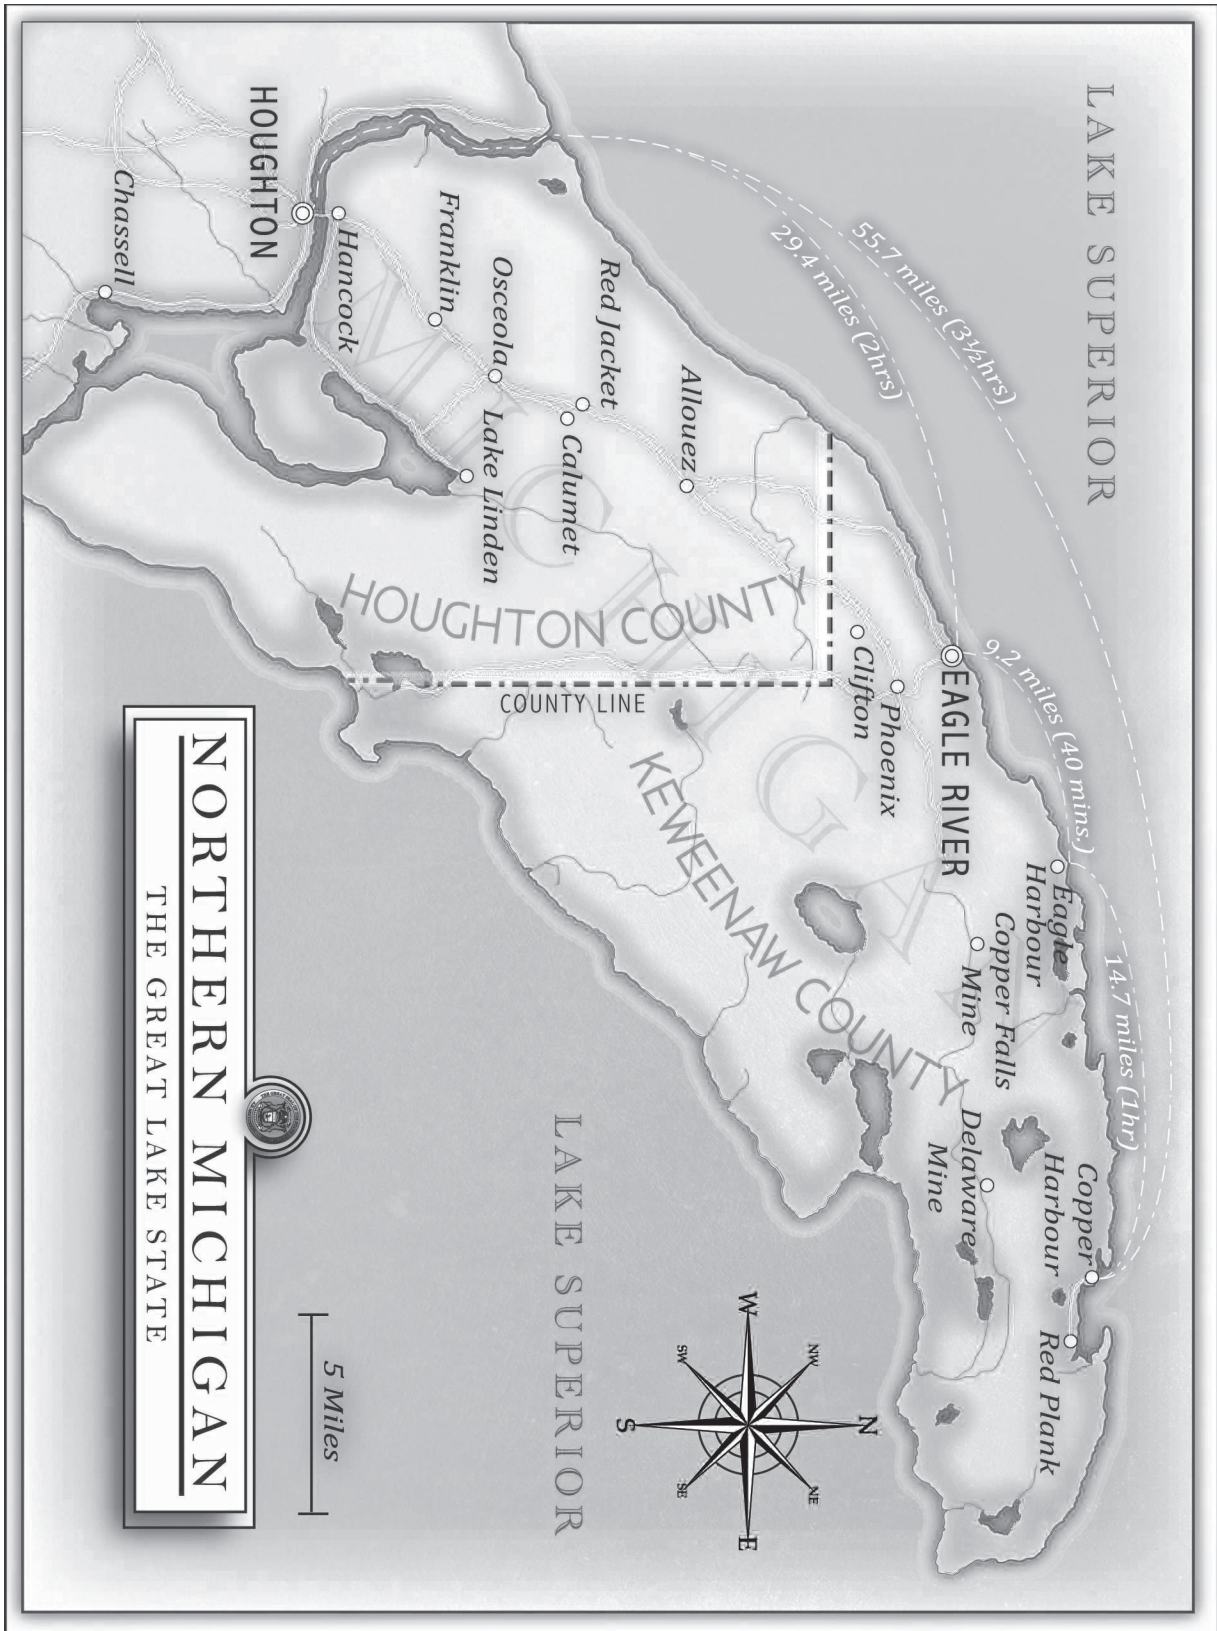 LAKE SUPERIOR
55.7 miles (3½hrs)
29.4 miles (2hrs)
9.2 miles (40 mins.)
14.7 miles (1hr)
Eagle
Harbour
Copper
Harbour
Red Plank
EAGLE RIVER
Copper Falls
Mine
Delaware
Mine
Phoenix
Clifton
Allouez
Red Jacket
Calumet
Osceola
Lake Linden
Franklin
Hancock
HOUGHTON
Chassell
MICHIGAN
HOUGHTON COUNTY
KEWEENAW COUNTY
COUNTY LINE
LAKE SUPERIOR
N
NE
E
SE
S
SW
W
NW
5 Miles
NORTHERN MICHIGAN
THE GREAT LAKE STATE